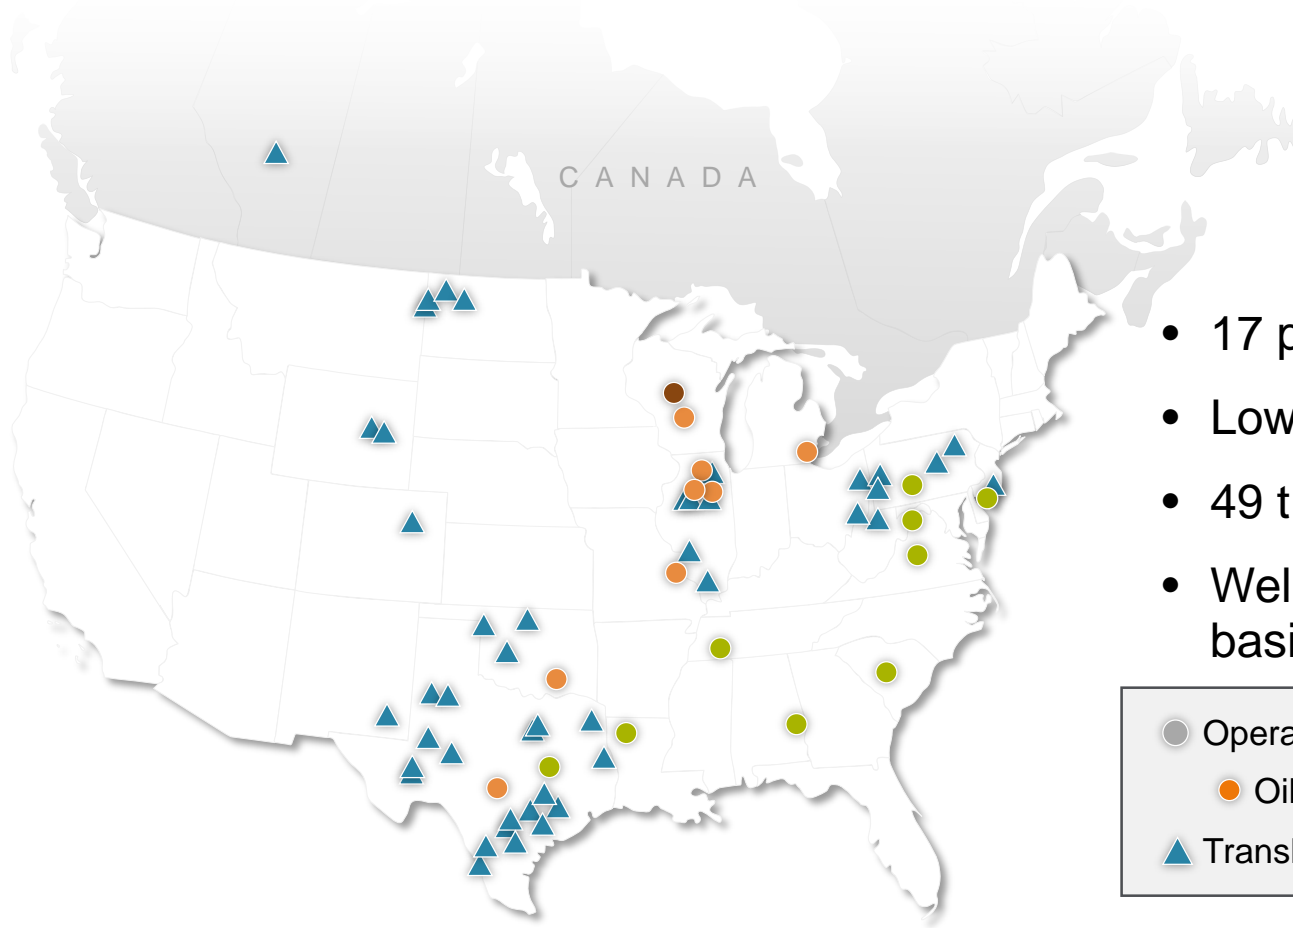 CANADA
• 17 p
• Low
• 49 t
• Wel
basi
Opera
Oil
Transl